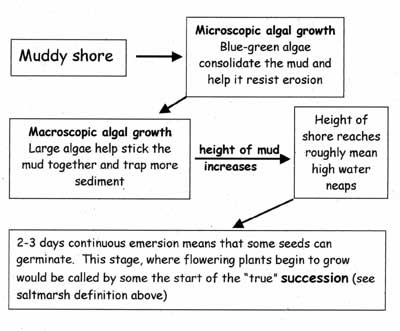 Muddy shore
Microscopic algal growth
Blue-green algae
consolidate the mud and
help it resist erosion
Macroscopic algal growth
Large algae help stick the
mud together and trap more
sediment
height of mud
increases
Height of
shore reaches
roughly mean
high water
neaps
2-3 days continuous emersion means that some seeds can
germinate. This stage, where flowering plants begin to grow
would be called by some the start of the "true" succession (see
saltmarsh definition above)